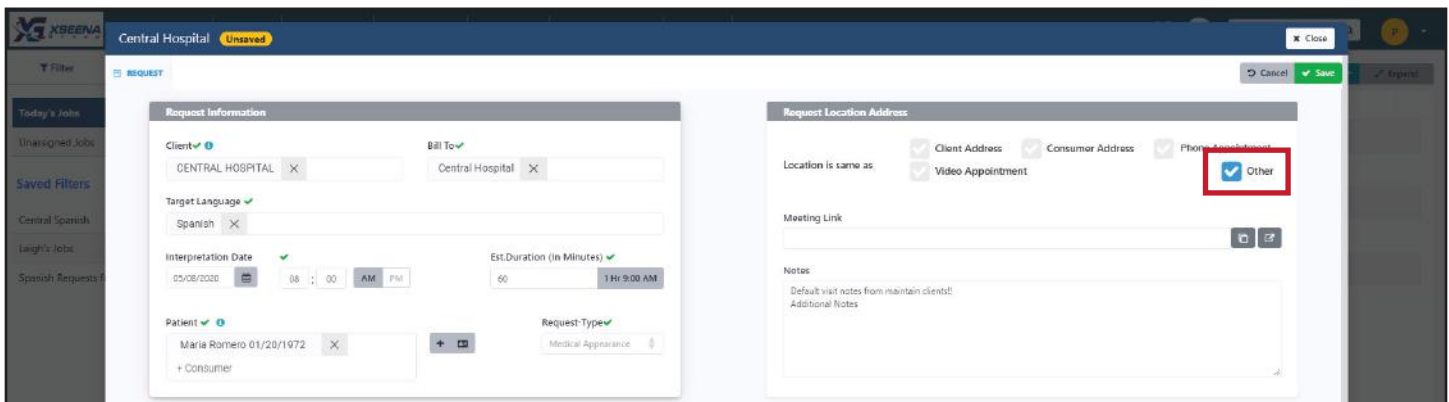 XSEENA
Central Hospital Unsaved
Close
Filter
REQUEST
Cancel Save
Export
Today's Jobs
Request Information
Request Location Address
Unassigned Jobs
Client
Bill To
CENTRAL HOSPITAL
Central Hospital
Location is same as
Client Address Consumer Address Phone Appointment
Video Appointment Other
Saved Filters
Target Language
Spanish
Central Spanish
Meeting Link
Leigh's Jobs
Interpretation Date
Est.Duration (in Minutes)
05/08/2020 08 : 00 AM PM
60 1 Hr 9:00 AM
Spanish Requests
Notes
Default visit notes from maintain clients!!
Additional Notes
Patient
Request-Type
Maria Romero 01/20/1972
Medical Appearance
+ Consumer